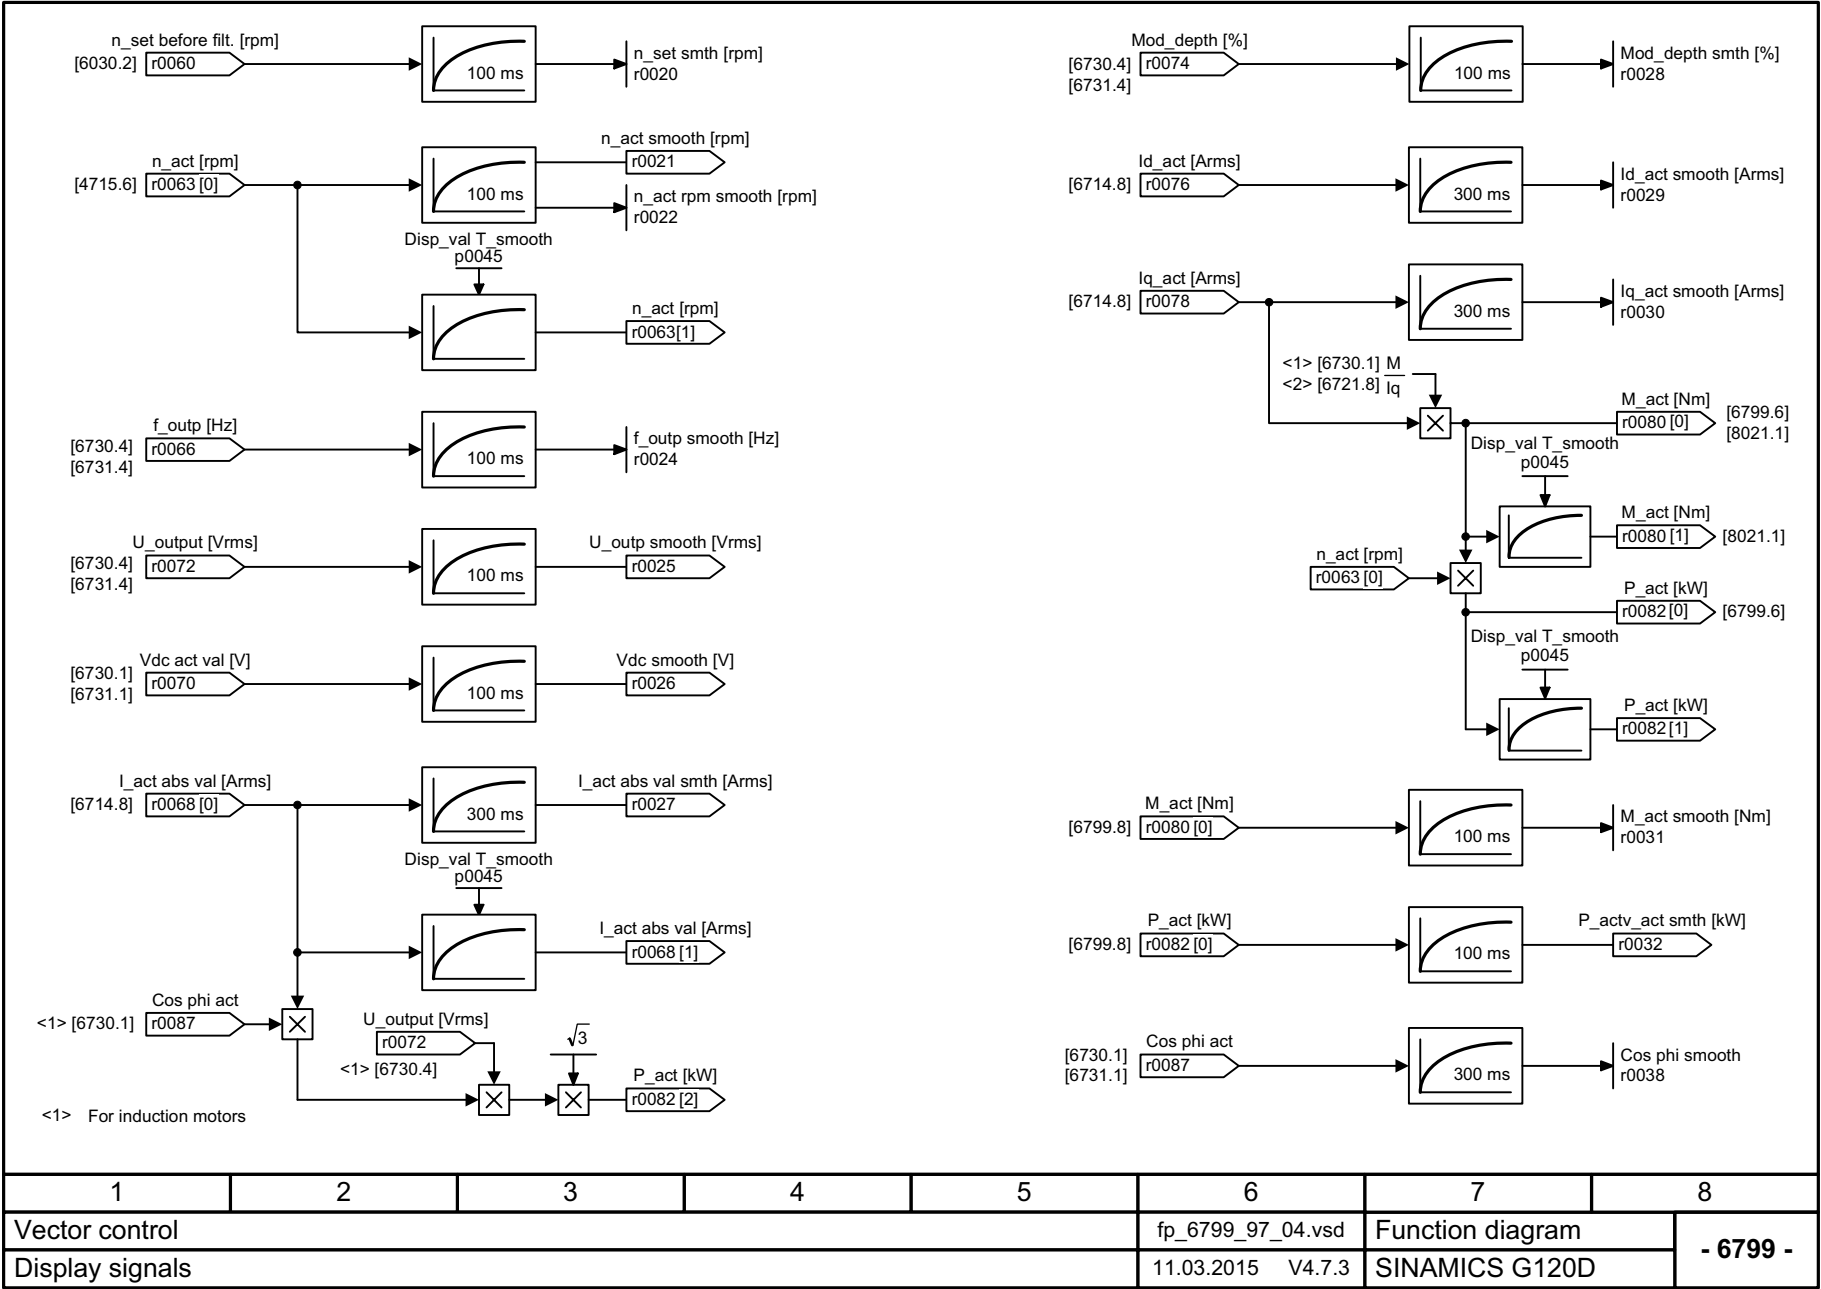 n_set before filt. [rpm]
[6030.2] r0060
100 ms
n_set smth [rpm]
r0020
n_act [rpm]
[4715.6] r0063 [0]
100 ms
n_act smooth [rpm]
r0021
n_act rpm smooth [rpm]
r0022
Disp_val T_smooth
p0045
n_act [rpm]
r0063[1]
f_outp [Hz]
[6730.4] r0066
[6731.4]
100 ms
f_outp smooth [Hz]
r0024
U_output [Vrms]
[6730.4] r0072
[6731.4]
100 ms
U_outp smooth [Vrms]
r0025
Vdc act val [V]
[6730.1] r0070
[6731.1]
100 ms
Vdc smooth [V]
r0026
I_act abs val [Arms]
[6714.8] r0068 [0]
300 ms
I_act abs val smth [Arms]
r0027
Disp_val T_smooth
p0045
I_act abs val [Arms]
r0068 [1]
Cos phi act
<1> [6730.1] r0087
U_output [Vrms]
r0072
<1> [6730.4]
√3
P_act [kW]
r0082 [2]
<1> For induction motors
Mod_depth [%]
[6730.4] r0074
[6731.4]
100 ms
Mod_depth smth [%]
r0028
Id_act [Arms]
[6714.8] r0076
300 ms
Id_act smooth [Arms]
r0029
Iq_act [Arms]
[6714.8] r0078
300 ms
Iq_act smooth [Arms]
r0030
<1> [6730.1] M
<2> [6721.8] Iq
M_act [Nm]
r0080 [0]
[6799.6]
[8021.1]
Disp_val T_smooth
p0045
M_act [Nm]
r0080 [1] [8021.1]
n_act [rpm]
r0063 [0]
P_act [kW]
r0082 [0] [6799.6]
Disp_val T_smooth
p0045
P_act [kW]
r0082 [1]
M_act [Nm]
[6799.8] r0080 [0]
100 ms
M_act smooth [Nm]
r0031
P_act [kW]
[6799.8] r0082 [0]
100 ms
P_actv_act smth [kW]
r0032
Cos phi act
[6730.1] r0087
[6731.1]
300 ms
Cos phi smooth
r0038
1 2 3 4 5 6 7 8
Vector control fp_6799_97_04.vsd Function diagram
- 6799 -
Display signals 11.03.2015 V4.7.3 SINAMICS G120D